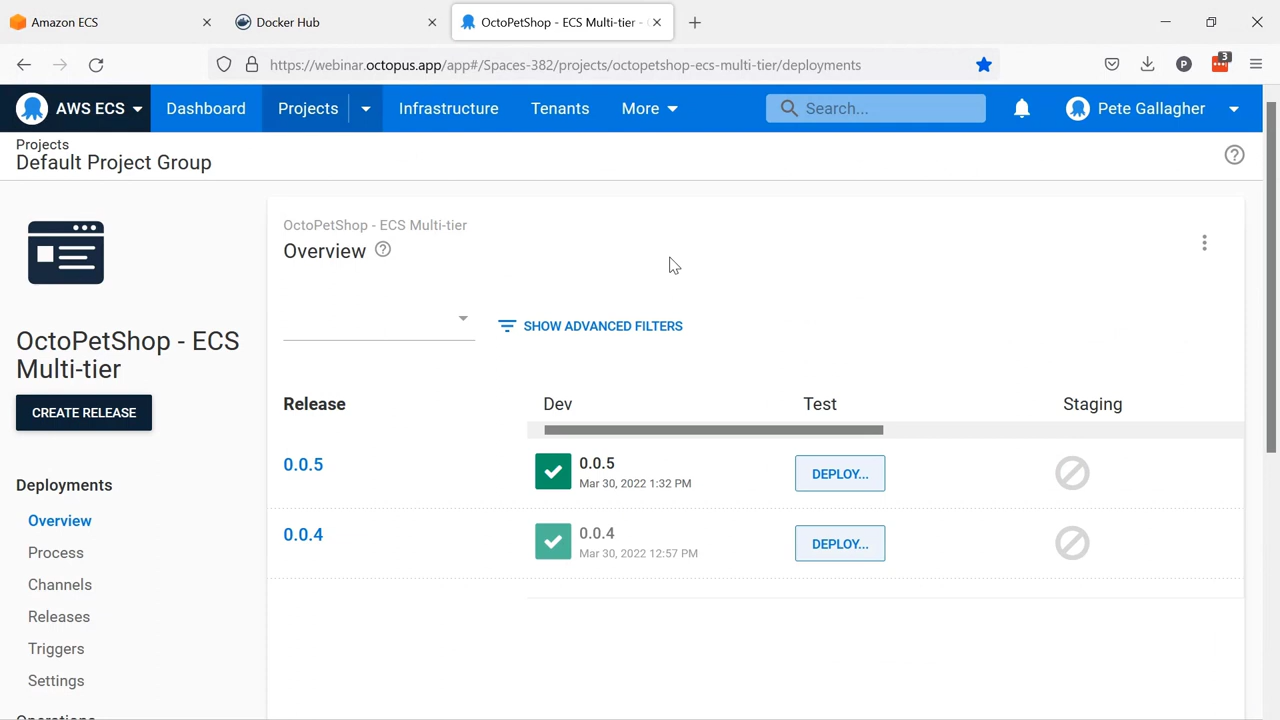 Amazon ECS
Docker Hub
OctoPetShop - ECS Multi-tier -
https://webinar.octopus.app/app#/Spaces-382/projects/octopetshop-ecs-multi-tier/deployments
3
P
AWS ECS
Dashboard
Projects
Infrastructure
Tenants
More
Search...
Pete Gallagher
Projects
Default Project Group
OctoPetShop - ECS Multi-tier
Overview
SHOW ADVANCED FILTERS
OctoPetShop - ECS
Multi-tier
CREATE RELEASE
Release
Dev
Test
Staging
0.0.5
0.0.5
Mar 30, 2022 1:32 PM
DEPLOY...
0.0.4
0.0.4
Mar 30, 2022 12:57 PM
DEPLOY...
Deployments
Overview
Process
Channels
Releases
Triggers
Settings
Operations